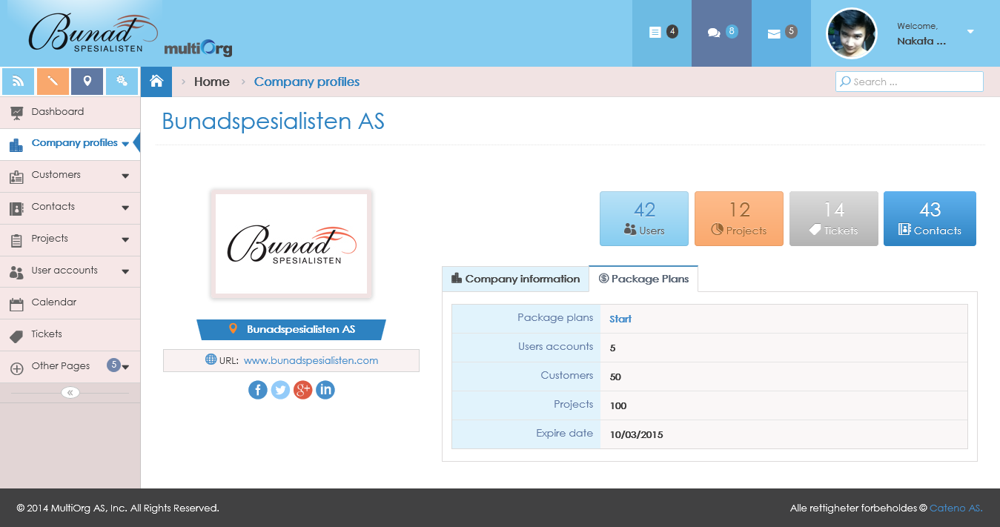 Bunad
SPESIALISTEN
multiOrg
4
8
5
Welcome,
Nakata ...
Home
Company profiles
Search ...
Dashboard
Company profiles
Customers
Contacts
Projects
User accounts
Calendar
Tickets
Other Pages 5
Bunadspesialisten AS
Bunad
SPESIALISTEN
Bunadspesialisten AS
URL: www.bunadspesialisten.com
f g+ in
42
Users
12
Projects
14
Tickets
43
Contacts
Company information
Package Plans
Package plans Start
Users accounts 5
Customers 50
Projects 100
Expire date 10/03/2015
© 2014 MultiOrg AS, Inc. All Rights Reserved.
Alle rettigheter forbeholdes © Cateno AS.